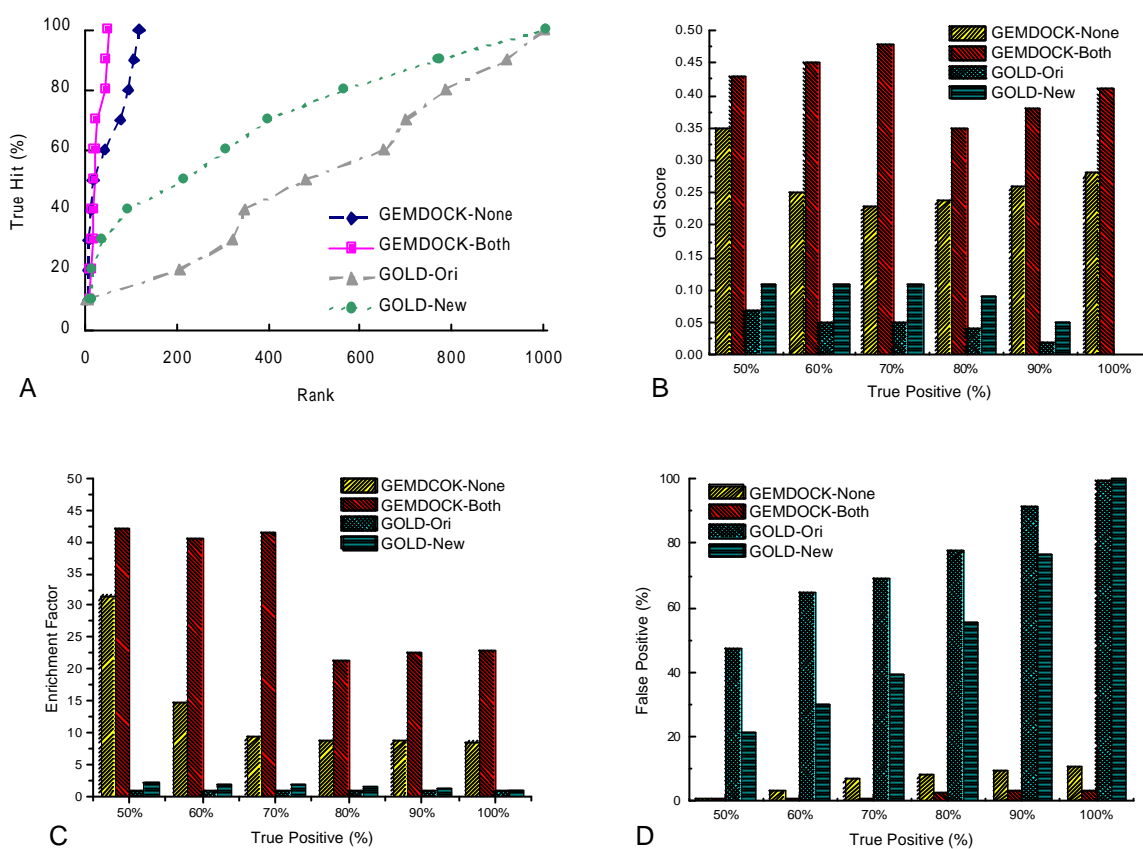 100
80
60
40
20
0
True Hit (%)
GEMDOCK-None
GEMDOCK-Both
GOLD-Ori
GOLD-New
0 200 400 600 800 1000
Rank
A
0.50
0.45
0.40
0.35
0.30
0.25
0.20
0.15
0.10
0.05
0.00
GH Score
GEMDOCK-None
GEMDOCK-Both
GOLD-Ori
GOLD-New
50% 60% 70% 80% 90% 100%
True Positive (%)
B
50
45
40
35
30
25
20
15
10
5
0
Enrichment Factor
GEMDCOK-None
GEMDOCK-Both
GOLD-Ori
GOLD-New
50% 60% 70% 80% 90% 100%
True Positive (%)
C
100
80
60
40
20
0
False Positive (%)
GEMDOCK-None
GEMDOCK-Both
GOLD-Ori
GOLD-New
50% 60% 70% 80% 90% 100%
True Positive (%)
D